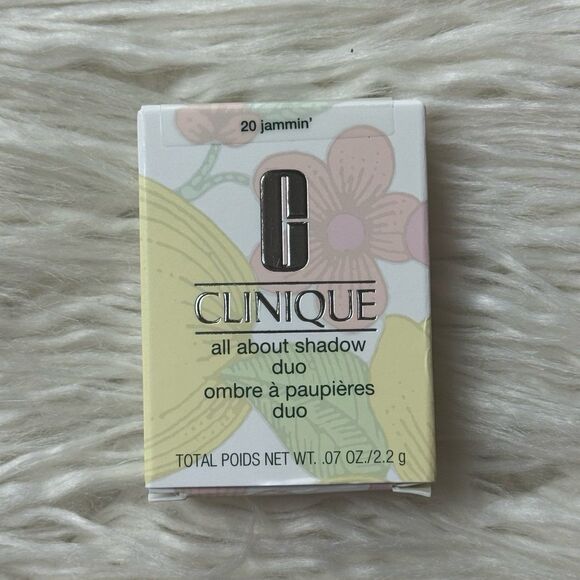 20 jammin'
C
CLINIQUE
all about shadow
duo
ombre à paupières
duo
TOTAL POIDS NET WT. .07 OZ./2.2 g